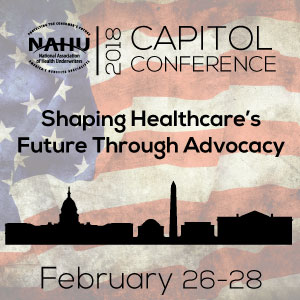 NAHU
National Association
of Health Underwriters
2018
CAPITOL
CONFERENCE
Shaping Healthcare's
Future Through Advocacy
February 26-28